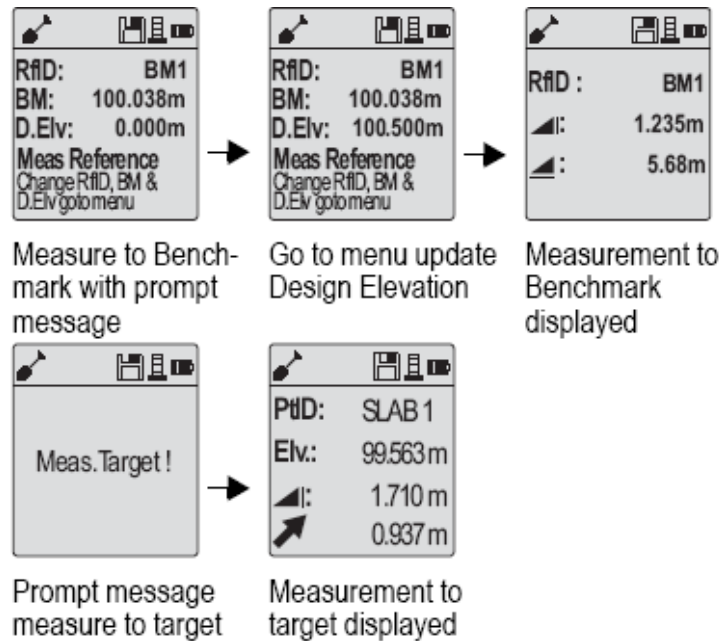 RfID: BM1
BM: 100.038m
D.Elv: 0.000m
Meas Reference
Change RfID, BM &
D.Elv goto menu
Measure to Bench-
mark with prompt
message
RfID: BM1
BM: 100.038m
D.Elv: 100.500m
Meas Reference
Change RfID, BM &
D.Elv goto menu
Go to menu update
Design Elevation
RfID : BM1
: 1.235m
: 5.68m
Measurement to
Benchmark
displayed
Meas.Target !
Prompt message
measure to target
PtID: SLAB 1
Elv.: 99.563 m
: 1.710 m
0.937 m
Measurement to
target displayed